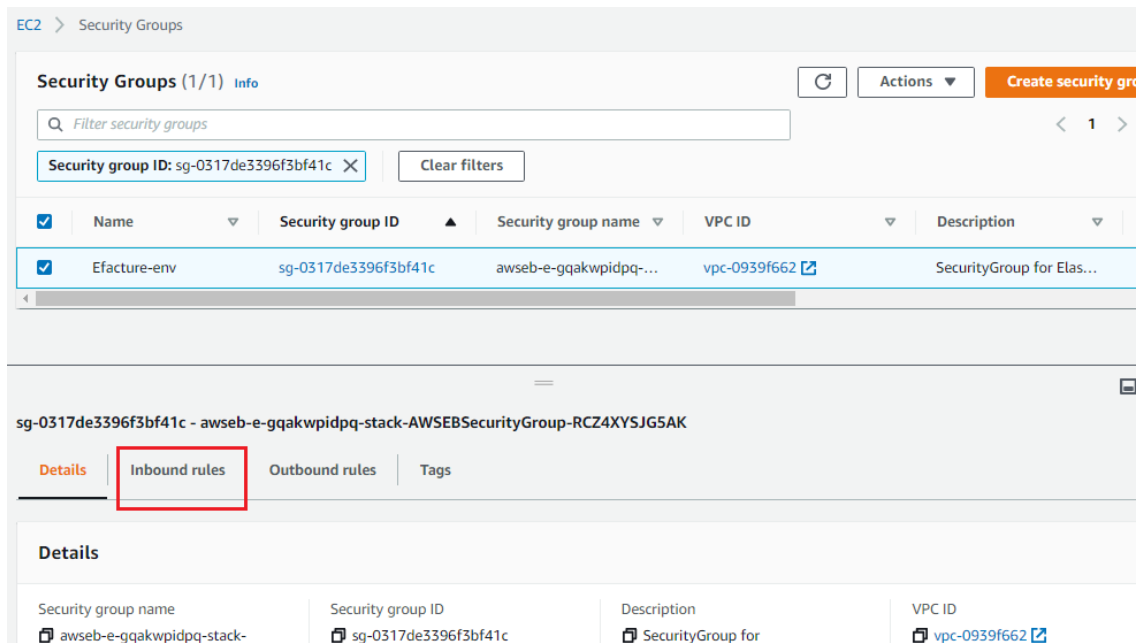 EC2 > Security Groups
Security Groups (1/1) Info
Actions
Create security gro
Filter security groups
< 1 >
Security group ID: sg-0317de3396f3bf41c
Clear filters
Name Security group ID Security group name VPC ID Description
Efacture-env sg-0317de3396f3bf41c awseb-e-gqakwpidpq-... vpc-0939f662 SecurityGroup for Elas...
sg-0317de3396f3bf41c - awseb-e-gqakwpidpq-stack-AWSEBSecurityGroup-RCZ4XYSJG5AK
Details Inbound rules Outbound rules Tags
Details
Security group name Security group ID Description VPC ID
awseb-e-gqakwpidpq-stack- sg-0317de3396f3bf41c SecurityGroup for vpc-0939f662